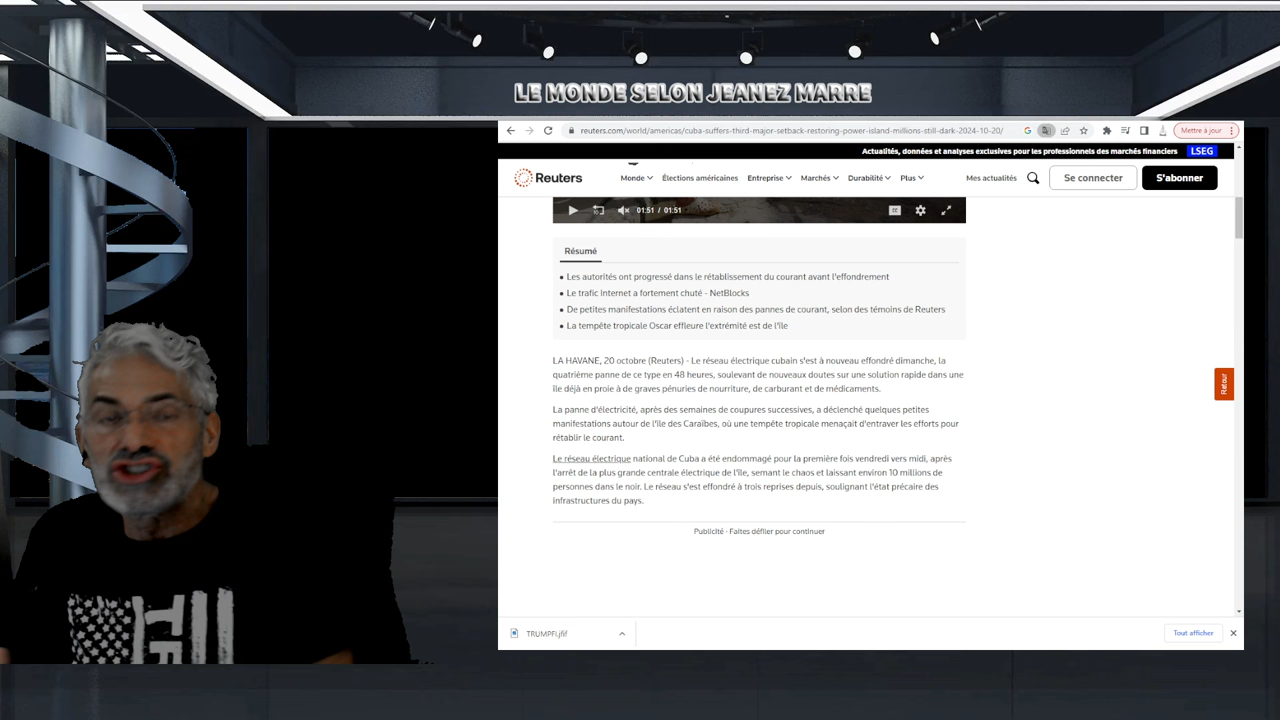 LE MONDE SELON JEANEZ MARRE
reuters.com/world/americas/cuba-suffers-third-major-setback-restoring-power-island-millions-still-dark-2024-10-20/
Mettre à jour
Actualités, données et analyses exclusives pour les professionnels des marchés financiers LSEG
Reuters
Monde Élections américaines Entreprise Marchés Durabilité Plus Mes actualités Se connecter S'abonner
01:51 / 01:51
Résumé
Les autorités ont progressé dans le rétablissement du courant avant l'effondrement
Le trafic Internet a fortement chuté - NetBlocks
De petites manifestations éclatent en raison des pannes de courant, selon des témoins de Reuters
La tempête tropicale Oscar effleure l'extrémité est de l'île
LA HAVANE, 20 octobre (Reuters) - Le réseau électrique cubain s'est à nouveau effondré dimanche, la
quatrième panne de ce type en 48 heures, soulevant de nouveaux doutes sur une solution rapide dans une
île déjà en proie à de graves pénuries de nourriture, de carburant et de médicaments.
La panne d'électricité, après des semaines de coupures successives, a déclenché quelques petites
manifestations autour de l'île des Caraïbes, où une tempête tropicale menaçait d'entraver les efforts pour
rétablir le courant.
Le réseau électrique national de Cuba a été endommagé pour la première fois vendredi vers midi, après
l'arrêt de la plus grande centrale électrique de l'île, semant le chaos et laissant environ 10 millions de
personnes dans le noir. Le réseau s'est effondré à trois reprises depuis, soulignant l'état précaire des
infrastructures du pays.
Publicité - Faites défiler pour continuer
Retour
TRUMPFI.jfif
Tout afficher